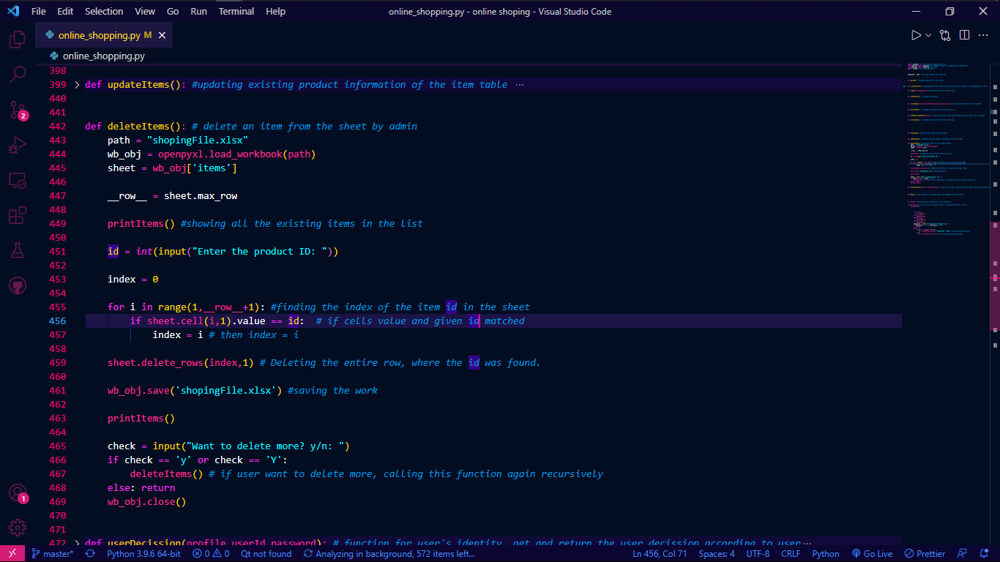 File Edit Selection View Go Run Terminal Help
online_shopping.py - online shoping - Visual Studio Code
online_shopping.py M
online_shopping.py
398
399 def updateItems(): #updating existing product information of the item table ···
440
441
442 def deleteItems(): # delete an item from the sheet by admin
443 path = "shopingFile.xlsx"
444 wb_obj = openpyxl.load_workbook(path)
445 sheet = wb_obj['items']
446
447 __row__ = sheet.max_row
448
449 printItems() #showing all the existing items in the list
450
451 id = int(input("Enter the product ID: "))
452
453 index = 0
454
455 for i in range(1,__row__+1): #finding the index of the item id in the sheet
456 if sheet.cell(i,1).value == id:  # if cells value and given id matched
457 index = i # then index = i
458
459 sheet.delete_rows(index,1) # Deleting the entire row, where the id was found.
460
461 wb_obj.save('shopingFile.xlsx') #saving the work
462
463 printItems()
464
465 check = input("Want to delete more? y/n: ")
466 if check == 'y' or check == 'Y':
467 deleteItems() # if user want to delete more, calling this function again recursively
468 else: return
469 wb_obj.close()
470
471
472 def userDecission(profile,userId,password): # function for user's identity, get and return the user decission according to user···
2
1
master* Python 3.9.6 64-bit 0 0 Qt not found Analyzing in background, 572 items left... Ln 456, Col 71 Spaces: 4 UTF-8 CRLF Python Go Live Prettier